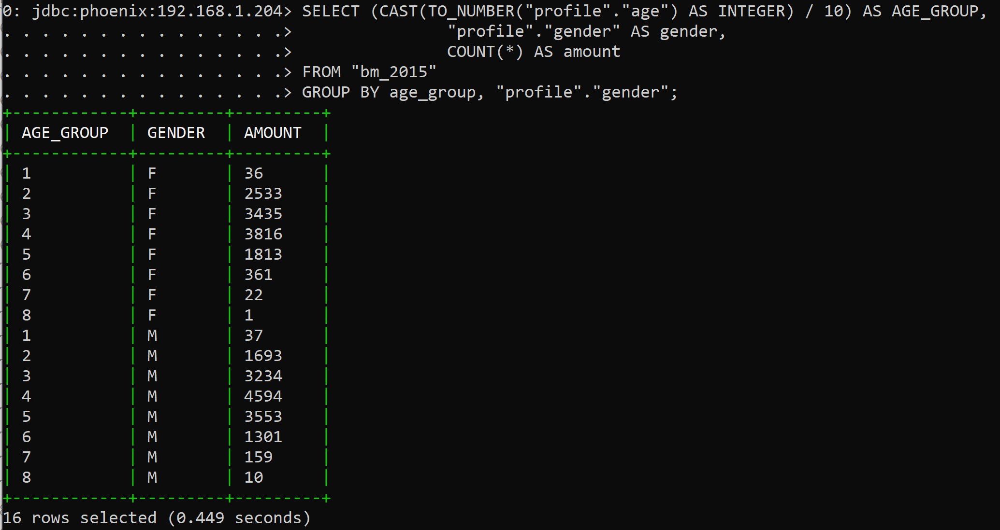 0: jdbc:phoenix:192.168.1.204> SELECT (CAST(TO_NUMBER("profile"."age") AS INTEGER) / 10) AS AGE_GROUP,
. . . . . . . . . . . . . . .>                "profile"."gender" AS gender,
. . . . . . . . . . . . . . .>                COUNT(*) AS amount
. . . . . . . . . . . . . . .> FROM "bm_2015"
. . . . . . . . . . . . . . .> GROUP BY age_group, "profile"."gender";
+------------+---------+---------+
| AGE_GROUP  | GENDER  | AMOUNT  |
+------------+---------+---------+
| 1          | F       | 36      |
| 2          | F       | 2533    |
| 3          | F       | 3435    |
| 4          | F       | 3816    |
| 5          | F       | 1813    |
| 6          | F       | 361     |
| 7          | F       | 22      |
| 8          | F       | 1       |
| 1          | M       | 37      |
| 2          | M       | 1693    |
| 3          | M       | 3234    |
| 4          | M       | 4594    |
| 5          | M       | 3553    |
| 6          | M       | 1301    |
| 7          | M       | 159     |
| 8          | M       | 10      |
+------------+---------+---------+
16 rows selected (0.449 seconds)